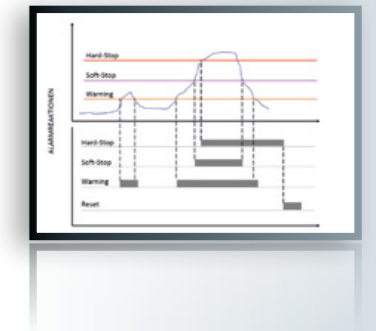 Hard-Stop
Soft-Stop
Warning
ALARMREAKTIONEN
Hard-Stop
Soft-Stop
Warning
Reset